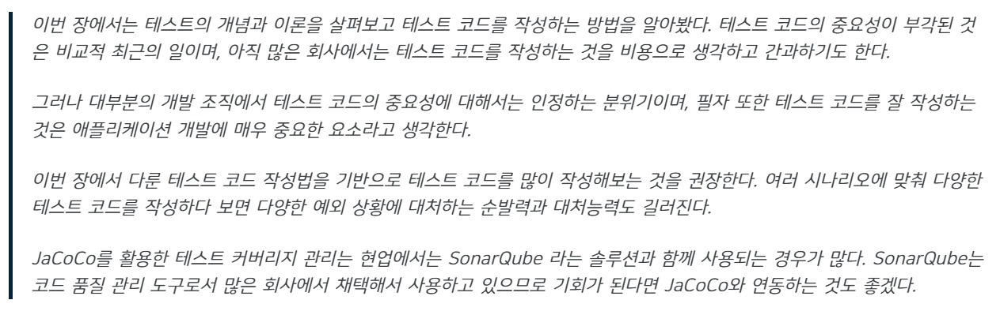 이번 장에서는 테스트의 개념과 이론을 살펴보고 테스트 코드를 작성하는 방법을 알아봤다. 테스트 코드의 중요성이 부각된 것
은 비교적 최근의 일이며, 아직 많은 회사에서는 테스트 코드를 작성하는 것을 비용으로 생각하고 간과하기도 한다.
그러나 대부분의 개발 조직에서 테스트 코드의 중요성에 대해서는 인정하는 분위기이며, 필자 또한 테스트 코드를 잘 작성하는
것은 애플리케이션 개발에 매우 중요한 요소라고 생각한다.
이번 장에서 다룬 테스트 코드 작성법을 기반으로 테스트 코드를 많이 작성해보는 것을 권장한다. 여러 시나리오에 맞춰 다양한
테스트 코드를 작성하다 보면 다양한 예외 상황에 대처하는 순발력과 대처능력도 길러진다.
JaCoCo를 활용한 테스트 커버리지 관리는 현업에서는 SonarQube 라는 솔루션과 함께 사용되는 경우가 많다. SonarQube는
코드 품질 관리 도구로서 많은 회사에서 채택해서 사용하고 있으므로 기회가 된다면 JaCoCo와 연동하는 것도 좋겠다.